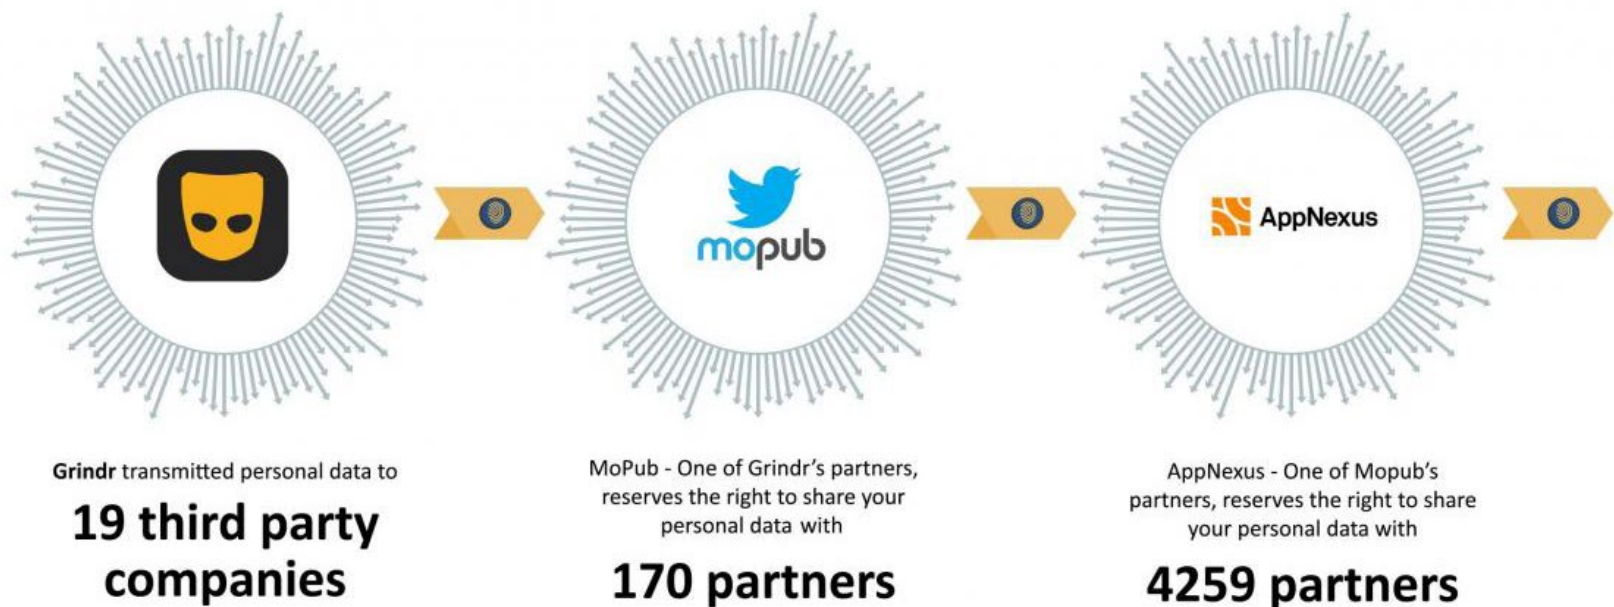 mopub
AppNexus
Grindr transmitted personal data to
19 third party
companies
MoPub - One of Grindr's partners,
reserves the right to share your
personal data with
170 partners
AppNexus - One of Mopub's
partners, reserves the right to share
your personal data with
4259 partners